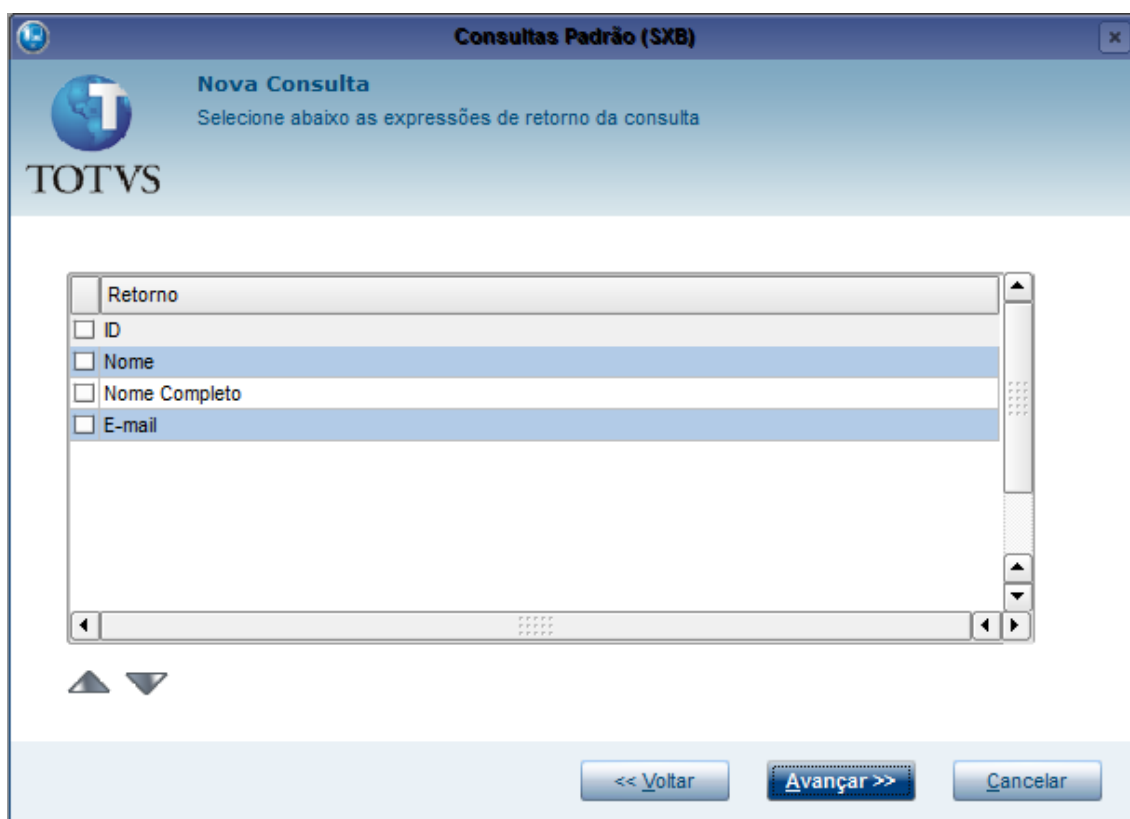 Consultas Padrão (SXB)
Nova Consulta
Selecione abaixo as expressões de retorno da consulta
TOTVS
Retorno
ID
Nome
Nome Completo
E-mail
<< Voltar
Avançar >>
Cancelar